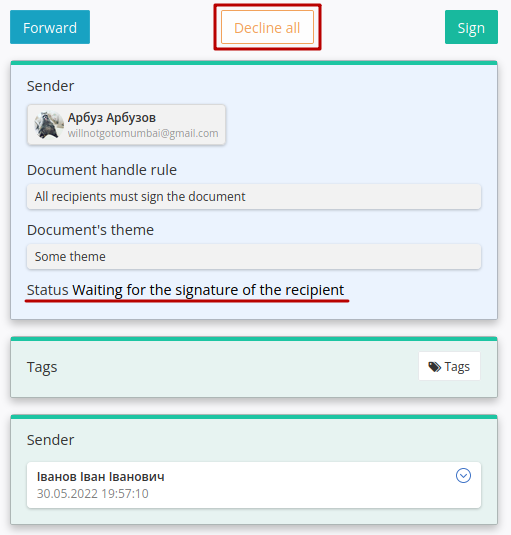 Forward
Decline all
Sign
Sender
Арбуз Арбузов
willnotgotomumbai@gmail.com
Document handle rule
All recipients must sign the document
Document's theme
Some theme
Status Waiting for the signature of the recipient
Tags
Tags
Sender
Іванов Іван Іванович
30.05.2022 19:57:10